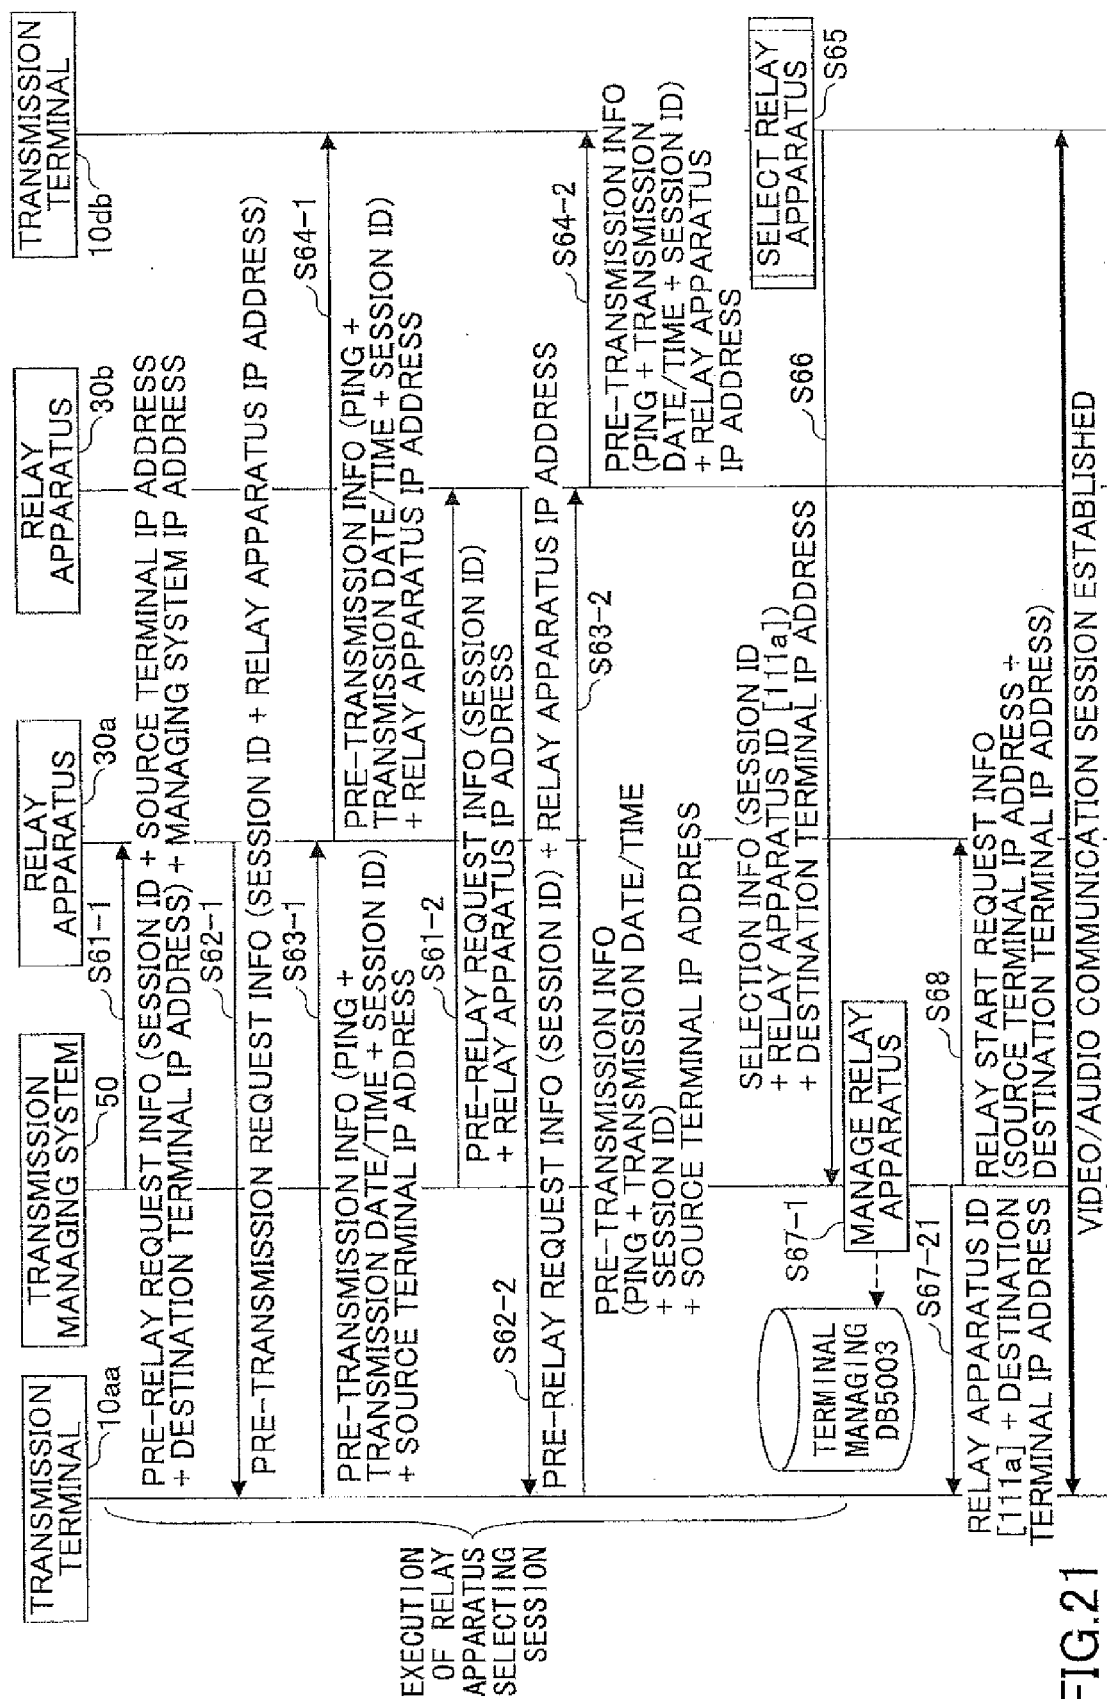 TRANSMISSION
TERMINAL
10aa
TRANSMISSION
MANAGING SYSTEM
50
RELAY
APPARATUS
30a
RELAY
APPARATUS
30b
TRANSMISSION
TERMINAL
10db
S61-1
PRE-RELAY REQUEST INFO (SESSION ID + SOURCE TERMINAL IP ADDRESS
+ DESTINATION TERMINAL IP ADDRESS) + MANAGING SYSTEM IP ADDRESS
S62-1
PRE-TRANSMISSION REQUEST INFO (SESSION ID + RELAY APPARATUS IP ADDRESS)
S63-1
PRE-TRANSMISSION INFO (PING +
TRANSMISSION DATE/TIME + SESSION ID)
+ SOURCE TERMINAL IP ADDRESS
S64-1
PRE-TRANSMISSION INFO (PING +
TRANSMISSION DATE/TIME + SESSION ID)
+ RELAY APPARATUS IP ADDRESS
S61-2
PRE-RELAY REQUEST INFO (SESSION ID)
+ RELAY APPARATUS IP ADDRESS
S62-2
PRE-RELAY REQUEST INFO (SESSION ID) + RELAY APPARATUS IP ADDRESS
S63-2
PRE-TRANSMISSION INFO
(PING + TRANSMISSION DATE/TIME
+ SESSION ID)
+ SOURCE TERMINAL IP ADDRESS
S64-2
PRE-TRANSMISSION INFO
(PING + TRANSMISSION
DATE/TIME + SESSION ID)
+ RELAY APPARATUS
IP ADDRESS
EXECUTION
OF RELAY
APPARATUS
SELECTING
SESSION
SELECT RELAY
APPARATUS
S65
S66
SELECTION INFO (SESSION ID
+ RELAY APPARATUS ID [111a])
+ DESTINATION TERMINAL IP ADDRESS
S67-1
MANAGE RELAY
APPARATUS
TERMINAL
MANAGING
DB5003
S67-21
RELAY APPARATUS ID
[111a] + DESTINATION
TERMINAL IP ADDRESS
S68
RELAY START REQUEST INFO
(SOURCE TERMINAL IP ADDRESS +
DESTINATION TERMINAL IP ADDRESS)
VIDEO/AUDIO COMMUNICATION SESSION ESTABLISHED
FIG.21